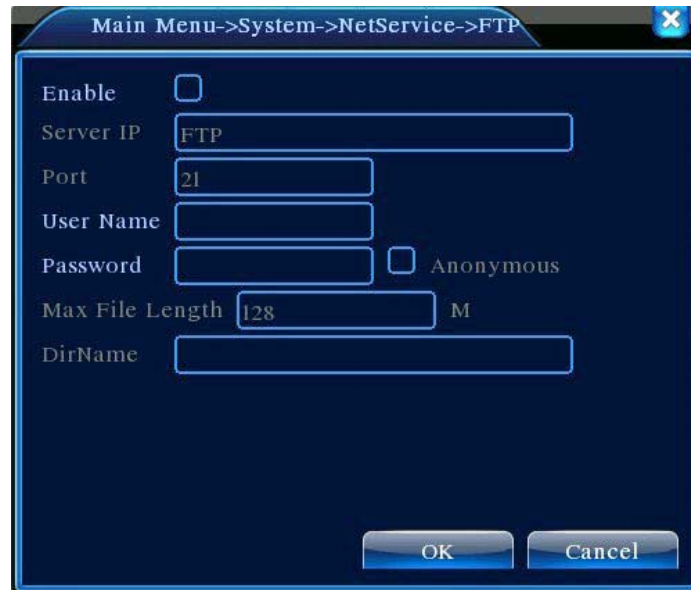 Main Menu->System->NetService->FTP
Enable
Server IP FTP
Port 21
User Name
Password Anonymous
Max File Length 128 M
DirName
OK Cancel